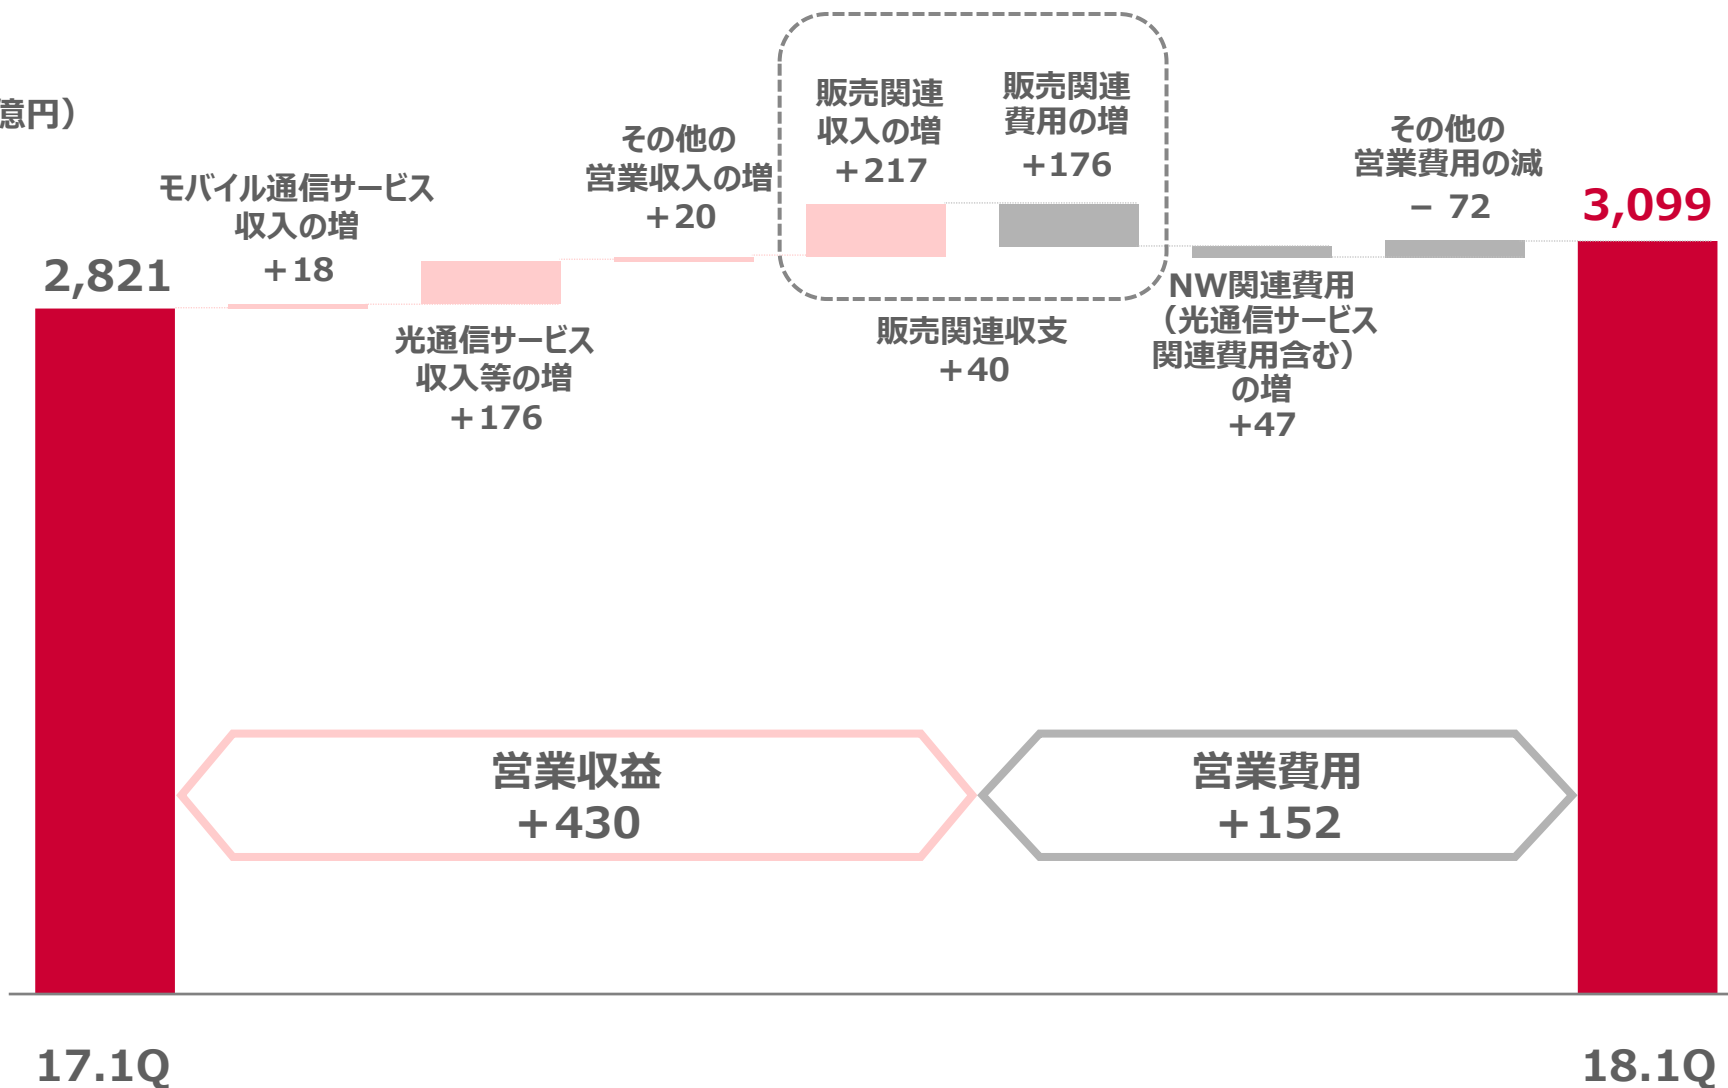 億円）
2,821
モバイル通信サービス
収入の増
+18
光通信サービス
収入等の増
+176
その他の
営業収入の増
+20
販売関連
収入の増
+217
販売関連
費用の増
+176
販売関連収支
+40
NW関連費用
（光通信サービス
関連費用含む）
の増
+47
その他の
営業費用の減
− 72
3,099
営業収益
+430
営業費用
+152
17.1Q
18.1Q